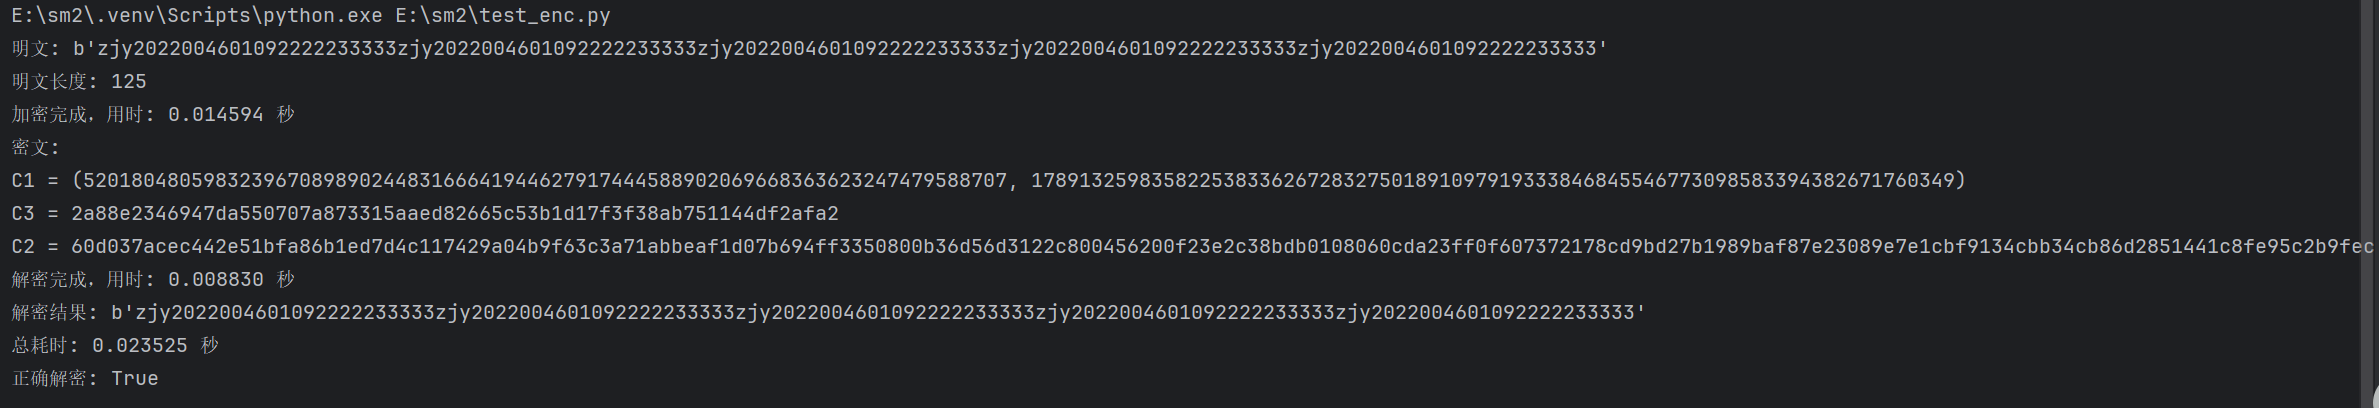 E:\sm2\.venv\Scripts\python.exe E:\sm2\test_enc.py
明文: b'zjy2022004601092222233333zjy2022004601092222233333zjy2022004601092222233333zjy2022004601092222233333zjy2022004601092222233333'
明文长度: 125
加密完成，用时: 0.014594 秒
密文:
C1 = (52018048059832396708989024483166641944627917444588902069668363623247479588707, 17891325983582253833626728327501891097919333846845546773098583394382671760349)
C3 = 2a88e2346947da550707a873315aaed82665c53b1d17f3f38ab751144df2afa2
C2 = 60d037acec442e51bfa86b1ed7d4c117429a04b9f63c3a71abbeaf1d07b694ff3350800b36d56d3122c800456200f23e2c38bdb0108060cda23ff0f607372178cd9bd27b1989baf87e23089e7e1cbf9134cbb34cb86d2851441c8fe95c2b9fec
解密完成，用时: 0.008830 秒
解密结果: b'zjy2022004601092222233333zjy2022004601092222233333zjy2022004601092222233333zjy2022004601092222233333zjy2022004601092222233333'
总耗时: 0.023525 秒
正确解密: True